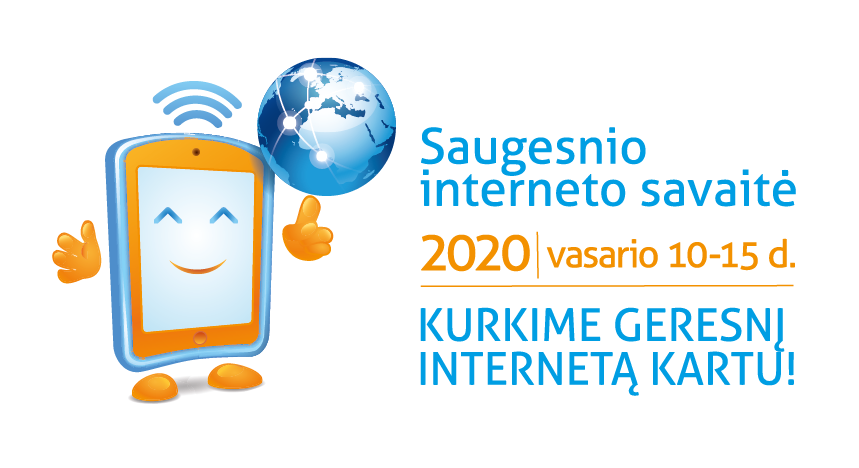 Saugesnio
interneto savaitė
2020 | vasario 10-15 d.
KURKIME GERESNĮ
INTERNETĄ KARTU!